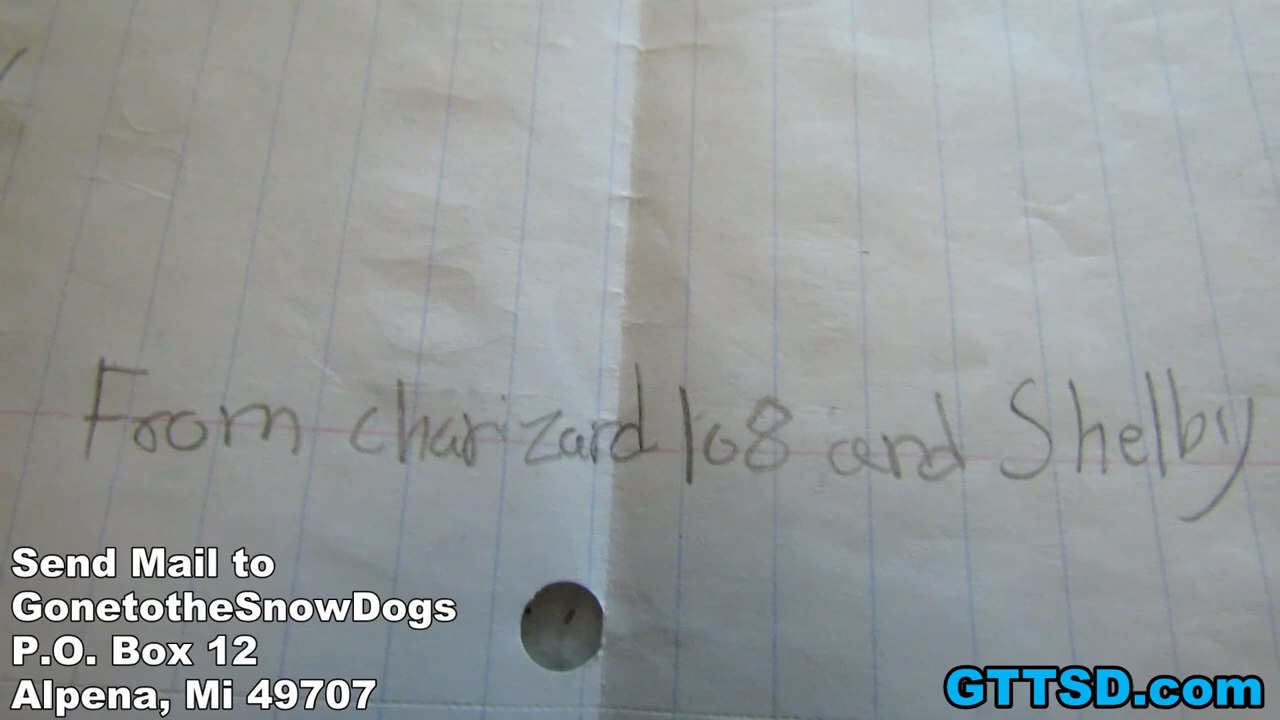 From charizard108 and Shelby
Send Mail to
GonetotheSnowDogs
P.O. Box 12
Alpena, Mi 49707
GTTSD.com